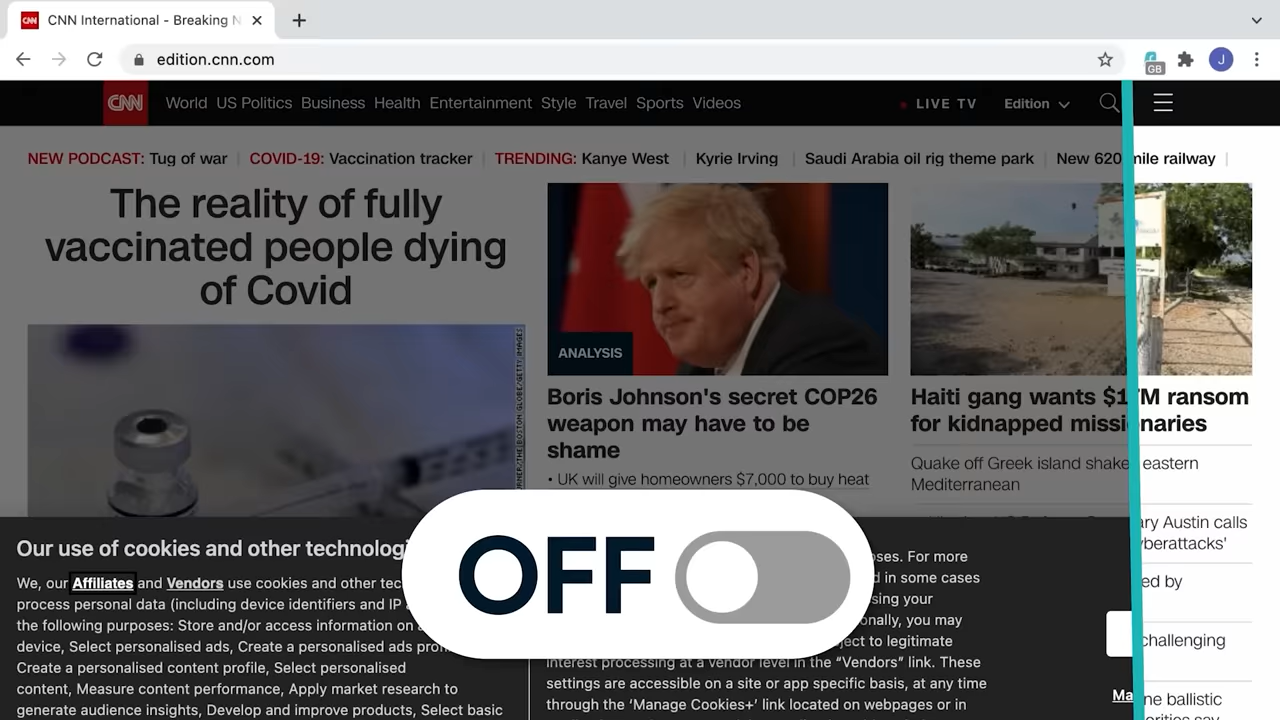 CNN International - Breaking N
edition.cnn.com
GB
J
CNN World US Politics Business Health Entertainment Style Travel Sports Videos LIVE TV Edition
NEW PODCAST: Tug of war COVID-19: Vaccination tracker TRENDING: Kanye West Kyrie Irving Saudi Arabia oil rig theme park New 620 mile railway
The reality of fully
vaccinated people dying
of Covid
ANALYSIS
Boris Johnson's secret COP26
weapon may have to be
shame
• UK will give homeowners $7,000 to buy heat
Haiti gang wants $17M ransom
for kidnapped missionaries
Quake off Greek island shakes eastern
Mediterranean
ary Austin calls
yberattacks'
ed by
challenging
ne ballistic
Our use of cookies and other technologi
We, our Affiliates and Vendors use cookies and other tec
process personal data (including device identifiers and IP
the following purposes: Store and/or access information on
device, Select personalised ads, Create a personalised ads
Create a personalised content profile, Select personalised
content, Measure content performance, Apply market research to
generate audience insights, Develop and improve products, Select basic
OFF
oses. For more
d in some cases
sing your
onally, you may
ject to legitimate
interest processing at a vendor level in the “Vendors” link. These
settings are accessible on a site or app specific basis, at any time
through the ‘Manage Cookies+’ link located on webpages or in
Ma